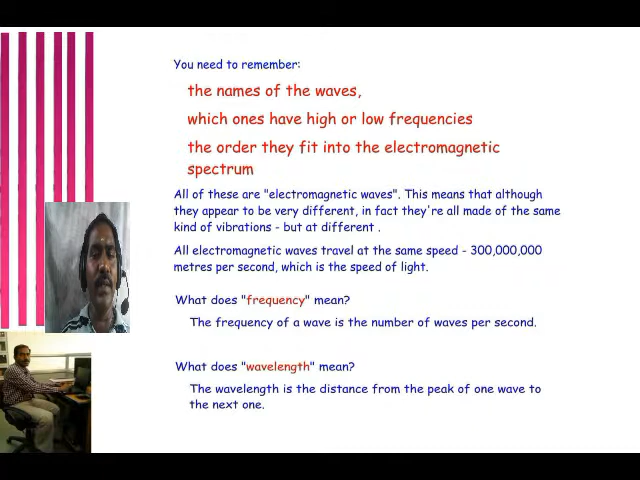 You need to remember:
the names of the waves,
which ones have high or low frequencies
the order they fit into the electromagnetic
spectrum
All of these are "electromagnetic waves". This means that although
they appear to be very different, in fact they're all made of the same
kind of vibrations - but at different .
All electromagnetic waves travel at the same speed - 300,000,000
metres per second, which is the speed of light.
What does "frequency" mean?
The frequency of a wave is the number of waves per second.
What does "wavelength" mean?
The wavelength is the distance from the peak of one wave to
the next one.